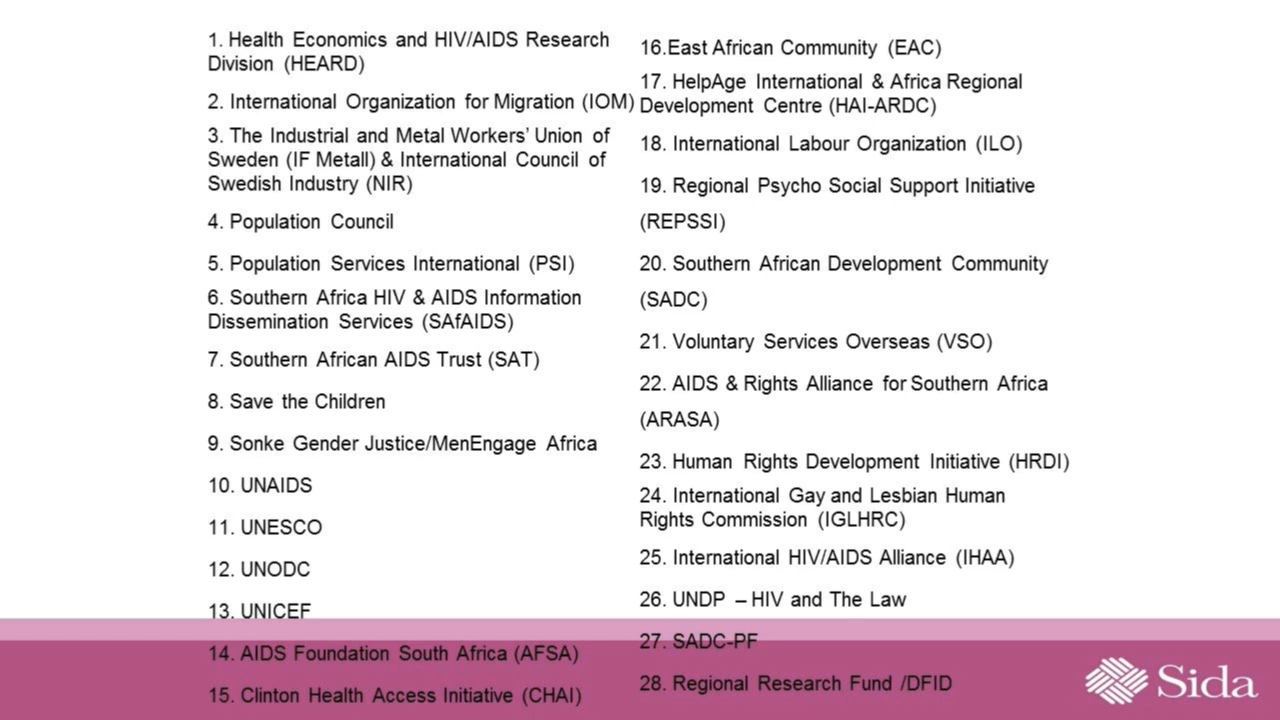 1. Health Economics and HIV/AIDS Research
Division (HEARD)
2. International Organization for Migration (IOM)
3. The Industrial and Metal Workers' Union of
Sweden (IF Metall) & International Council of
Swedish Industry (NIR)
4. Population Council
5. Population Services International (PSI)
6. Southern Africa HIV & AIDS Information
Dissemination Services (SAfAIDS)
7. Southern African AIDS Trust (SAT)
8. Save the Children
9. Sonke Gender Justice/MenEngage Africa
10. UNAIDS
11. UNESCO
12. UNODC
13. UNICEF
14. AIDS Foundation South Africa (AFSA)
15. Clinton Health Access Initiative (CHAI)
16.East African Community (EAC)
17. HelpAge International & Africa Regional
Development Centre (HAI-ARDC)
18. International Labour Organization (ILO)
19. Regional Psycho Social Support Initiative
(REPSSI)
20. Southern African Development Community
(SADC)
21. Voluntary Services Overseas (VSO)
22. AIDS & Rights Alliance for Southern Africa
(ARASA)
23. Human Rights Development Initiative (HRDI)
24. International Gay and Lesbian Human
Rights Commission (IGLHRC)
25. International HIV/AIDS Alliance (IHAA)
26. UNDP – HIV and The Law
27. SADC-PF
28. Regional Research Fund /DFID
Sida